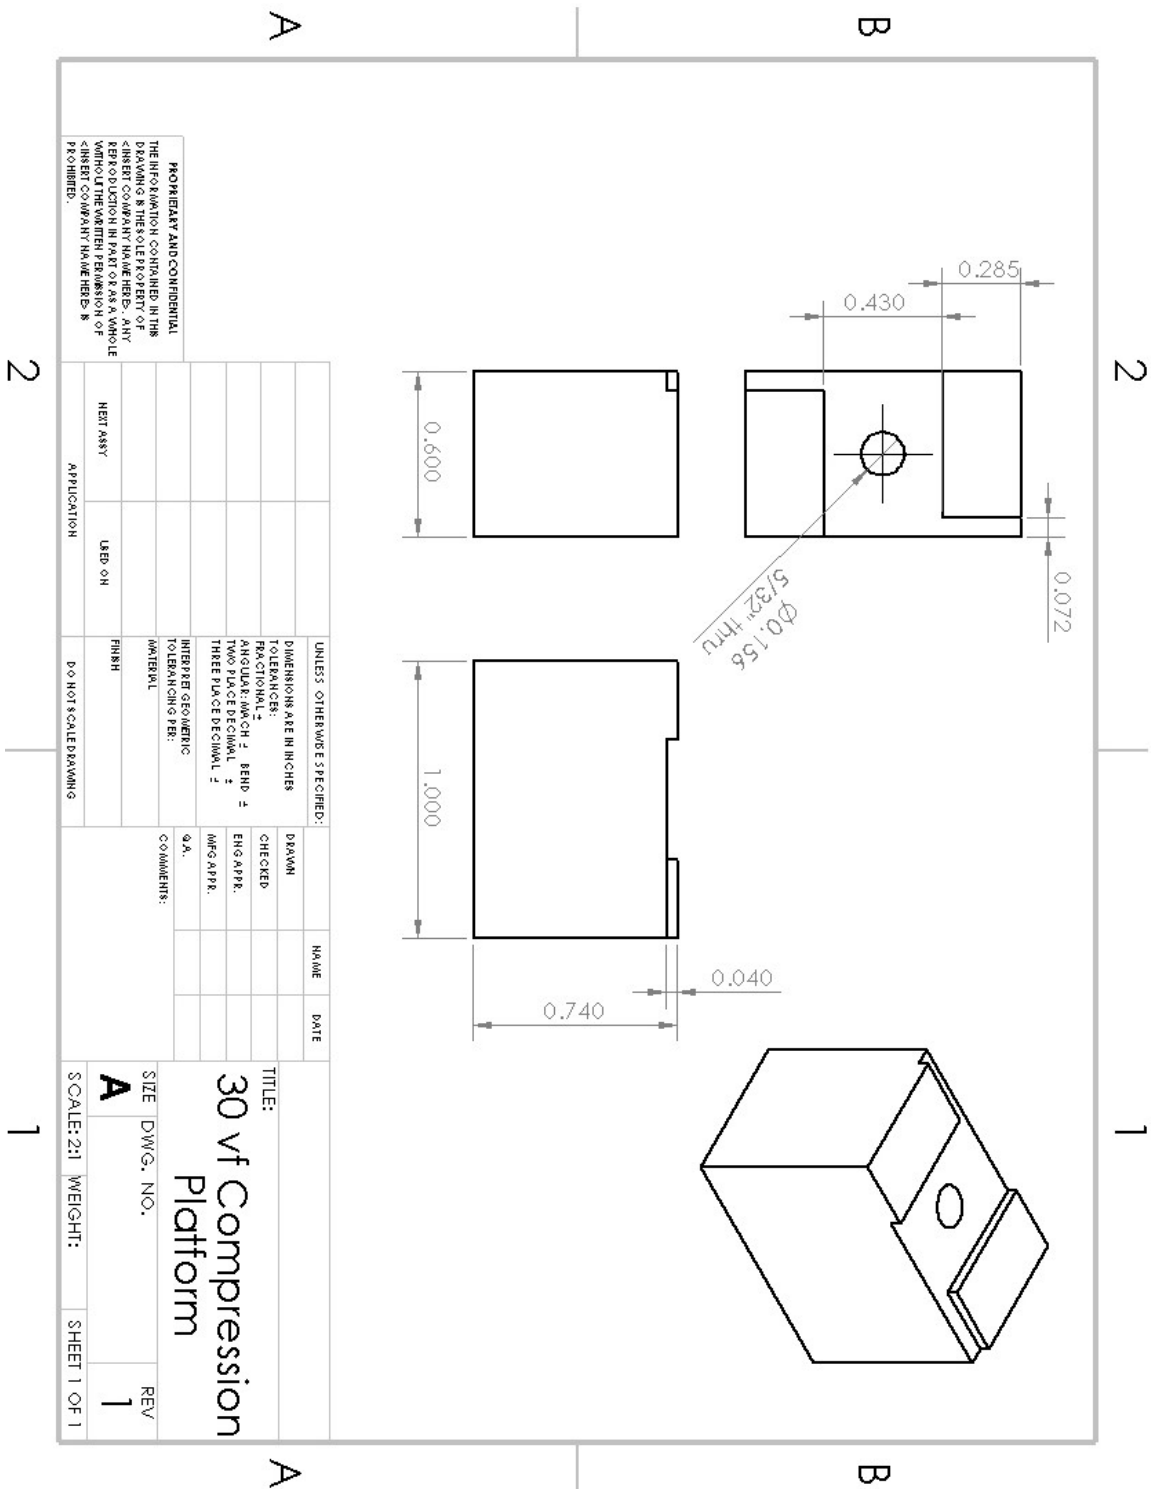 2
1
B
B
A
A
2
1
0.285
0.430
0.072
Ø0.156
5/32" thru
0.600
1.000
0.040
0.740
PROPRIETARY AND CONFIDENTIAL
THE INFORMATION CONTAINED IN THIS
DRAWING IS THE SOLE PROPERTY OF
<INSERT COMPANY NAME HERE>. ANY
REPRODUCTION IN PART OR AS A WHOLE
WITHOUT THE WRITTEN PERMISSION OF
<INSERT COMPANY NAME HERE> IS
PROHIBITED.
NEXT ASSY
USED ON
APPLICATION
UNLESS OTHERWISE SPECIFIED:
DIMENSIONS ARE IN INCHES
TOLERANCES:
FRACTIONAL ±
ANGULAR: MACH ± BEND ±
TWO PLACE DECIMAL ±
THREE PLACE DECIMAL ±
INTERPRET GEOMETRIC
TOLERANCING PER:
MATERIAL
FINISH
DO NOT SCALE DRAWING
NAME
DATE
DRAWN
CHECKED
ENG APPR.
MFG APPR.
Q.A.
COMMENTS:
TITLE:
30 vf Compression
Platform
SIZE
DWG. NO.
REV
A
1
SCALE: 2:1
WEIGHT:
SHEET 1 OF 1